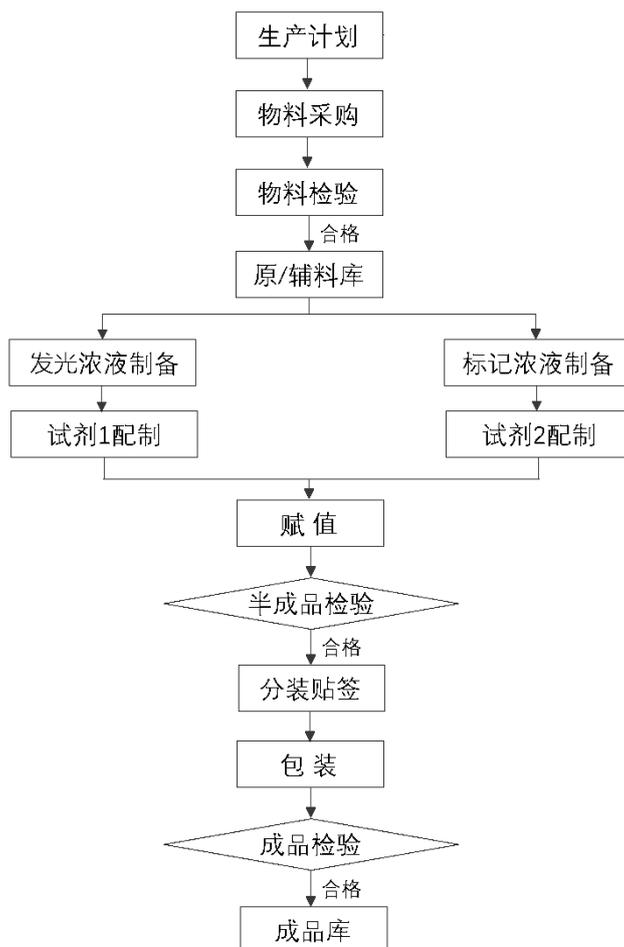 生产计划
物料采购
物料检验
合格
原/辅料库
发光浓液制备
标记浓液制备
试剂1配制
试剂2配制
赋 值
半成品检验
合格
分装贴签
包 装
成品检验
合格
成品库